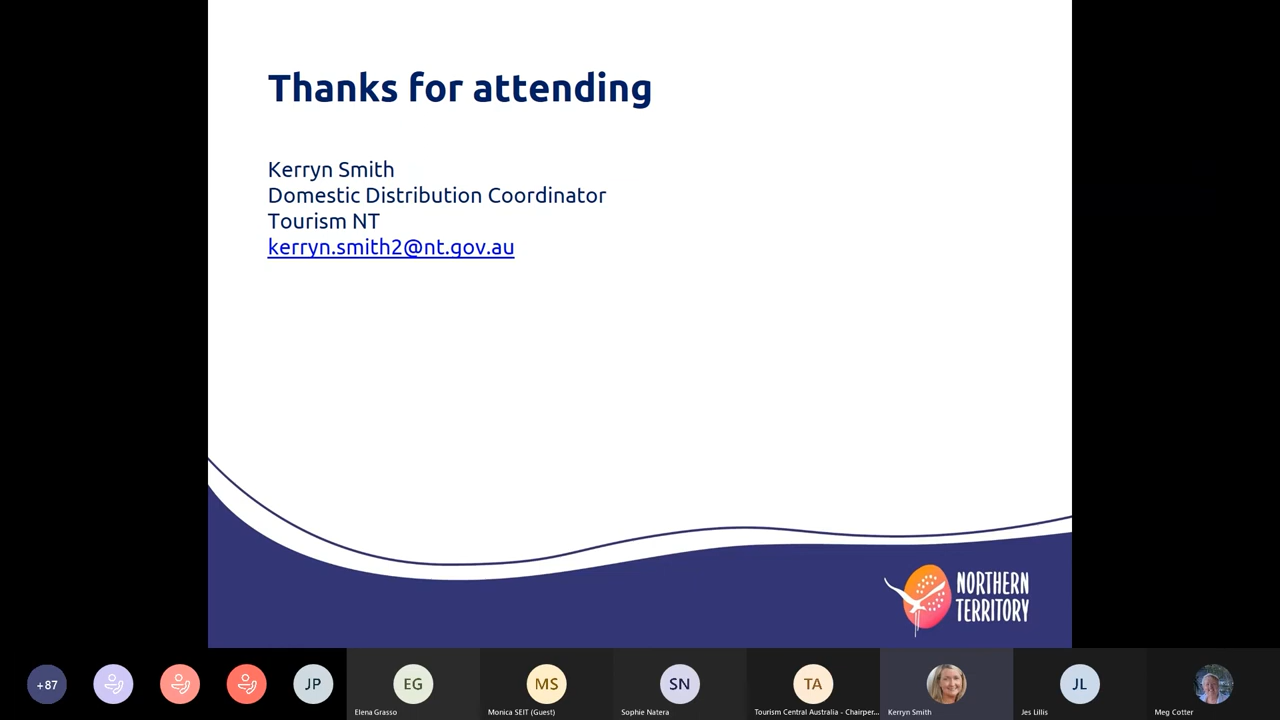 Thanks for attending
Kerryn Smith
Domestic Distribution Coordinator
Tourism NT
kerryn.smith2@nt.gov.au
NORTHERN
TERRITORY
+87
JP
EG
Elena Grasso
MS
Monica SEIT (Guest)
SN
Sophie Natera
TA
Tourism Central Australia - Chairper...
Kerryn Smith
JL
Jes Lillis
Meg Cotter